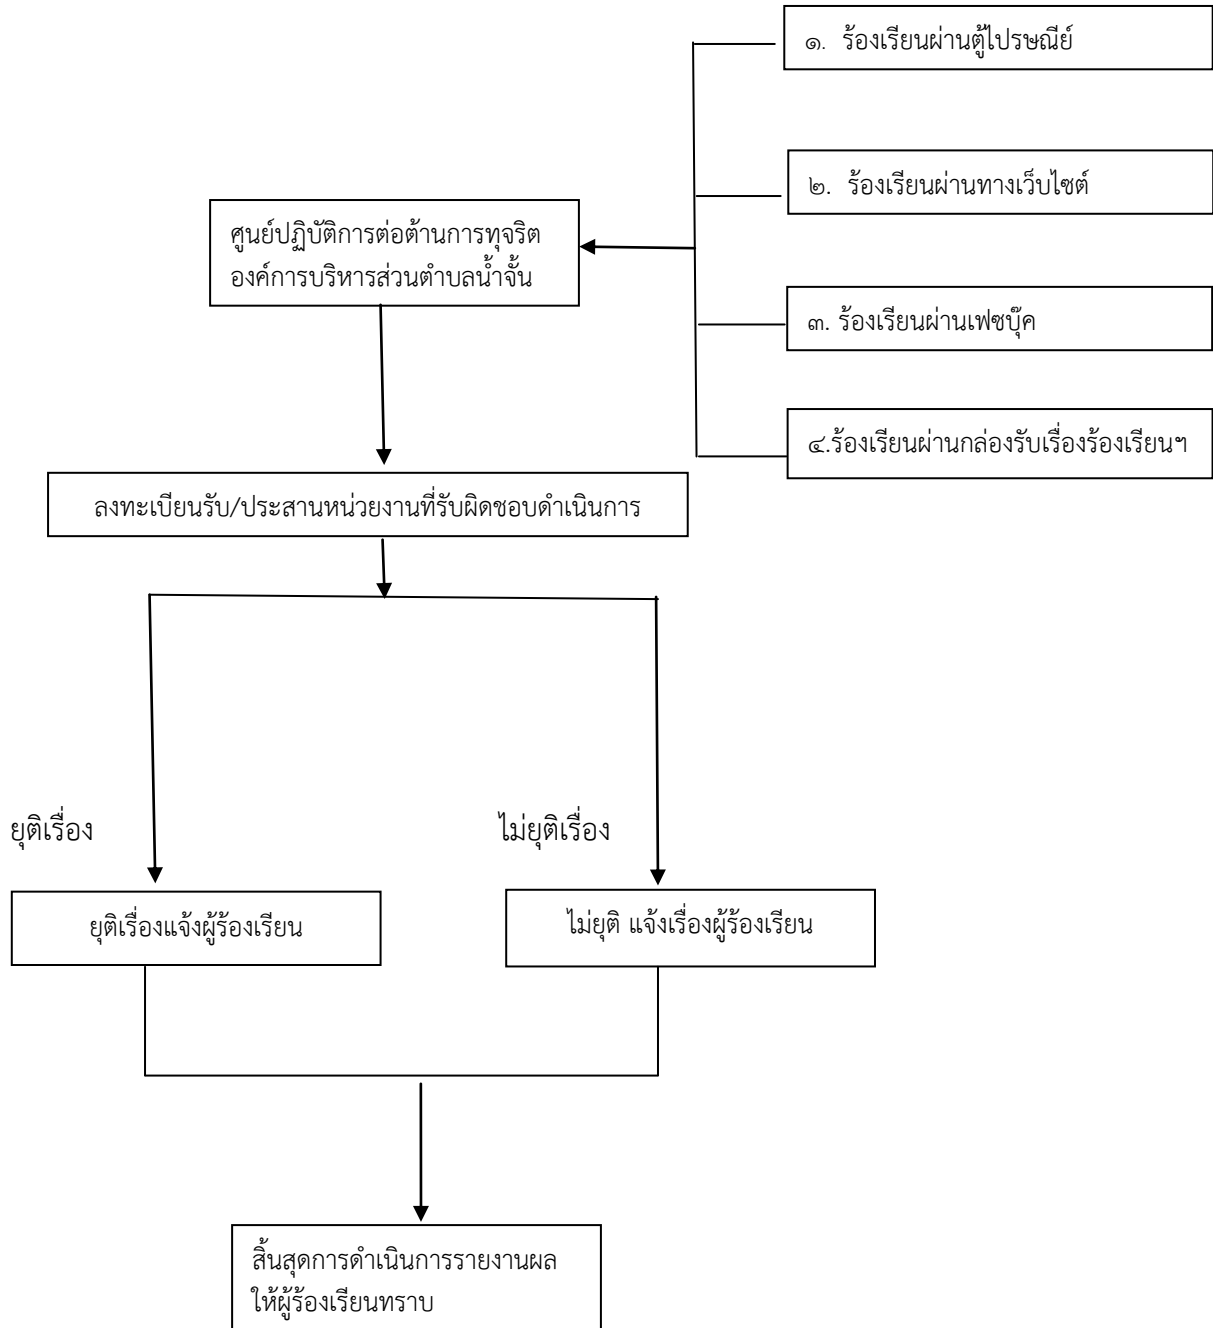 ๑. ร้องเรียนผ่านตู้ไปรษณีย์
๒. ร้องเรียนผ่านทางเว็บไซต์
ศูนย์ปฏิบัติการต่อต้านการทุจริต
องค์การบริหารส่วนตำบลน้ำจั้น
๓. ร้องเรียนผ่านเฟซบุ๊ค
๔.ร้องเรียนผ่านกล่องรับเรื่องร้องเรียนฯ
ลงทะเบียนรับ/ประสานหน่วยงานที่รับผิดชอบดำเนินการ
ยุติเรื่อง
ไม่ยุติเรื่อง
ยุติเรื่องแจ้งผู้ร้องเรียน
ไม่ยุติ แจ้งเรื่องผู้ร้องเรียน
สิ้นสุดการดำเนินการรายงานผล
ให้ผู้ร้องเรียนทราบ